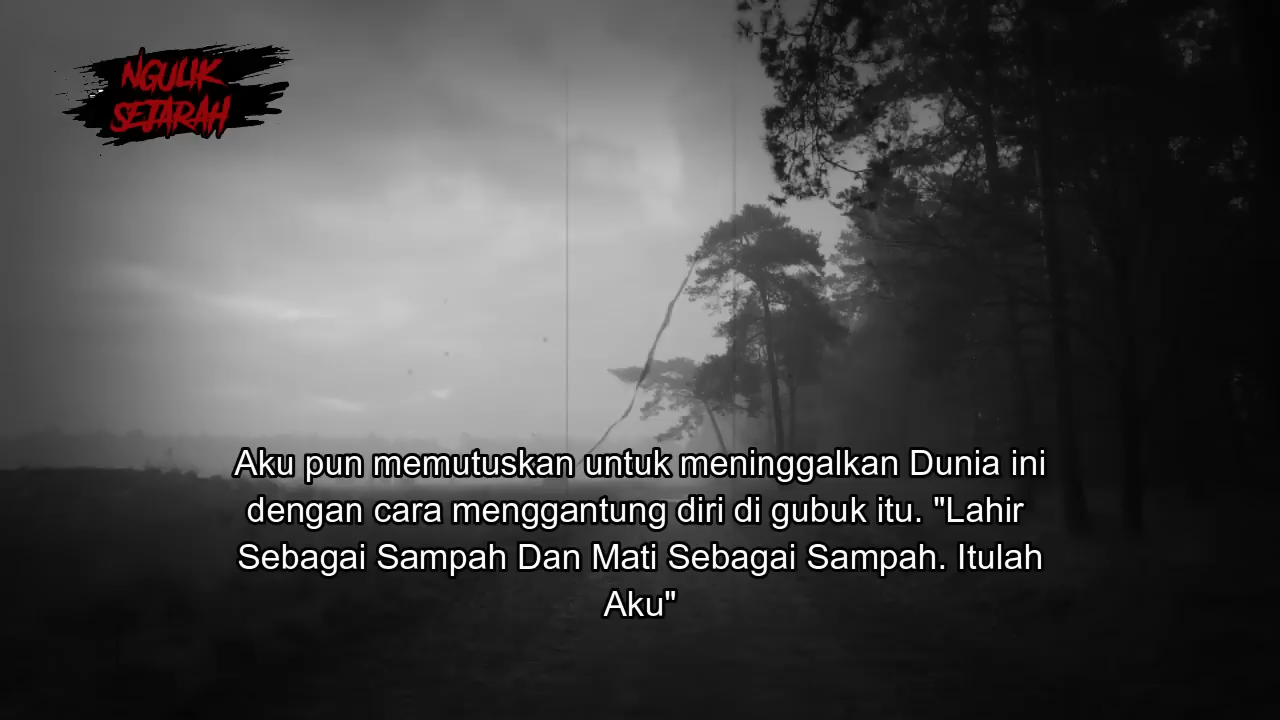 NGULIK
SEJARAH
Aku pun memutuskan untuk meninggalkan Dunia ini
dengan cara menggantung diri di gubuk itu. "Lahir
Sebagai Sampah Dan Mati Sebagai Sampah. Itulah
Aku"